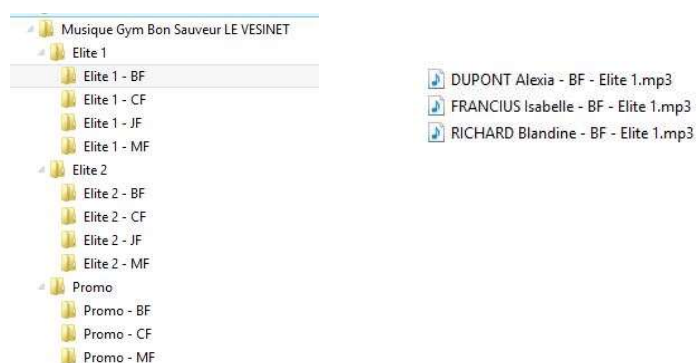 Musique Gym Bon Sauveur LE VESINET
Elite 1
Elite 1 - BF
Elite 1 - CF
Elite 1 - JF
Elite 1 - MF
Elite 2
Elite 2 - BF
Elite 2 - CF
Elite 2 - JF
Elite 2 - MF
Promo
Promo - BF
Promo - CF
Promo - MF
DUPONT Alexia - BF - Elite 1.mp3
FRANCIUS Isabelle - BF - Elite 1.mp3
RICHARD Blandine - BF - Elite 1.mp3